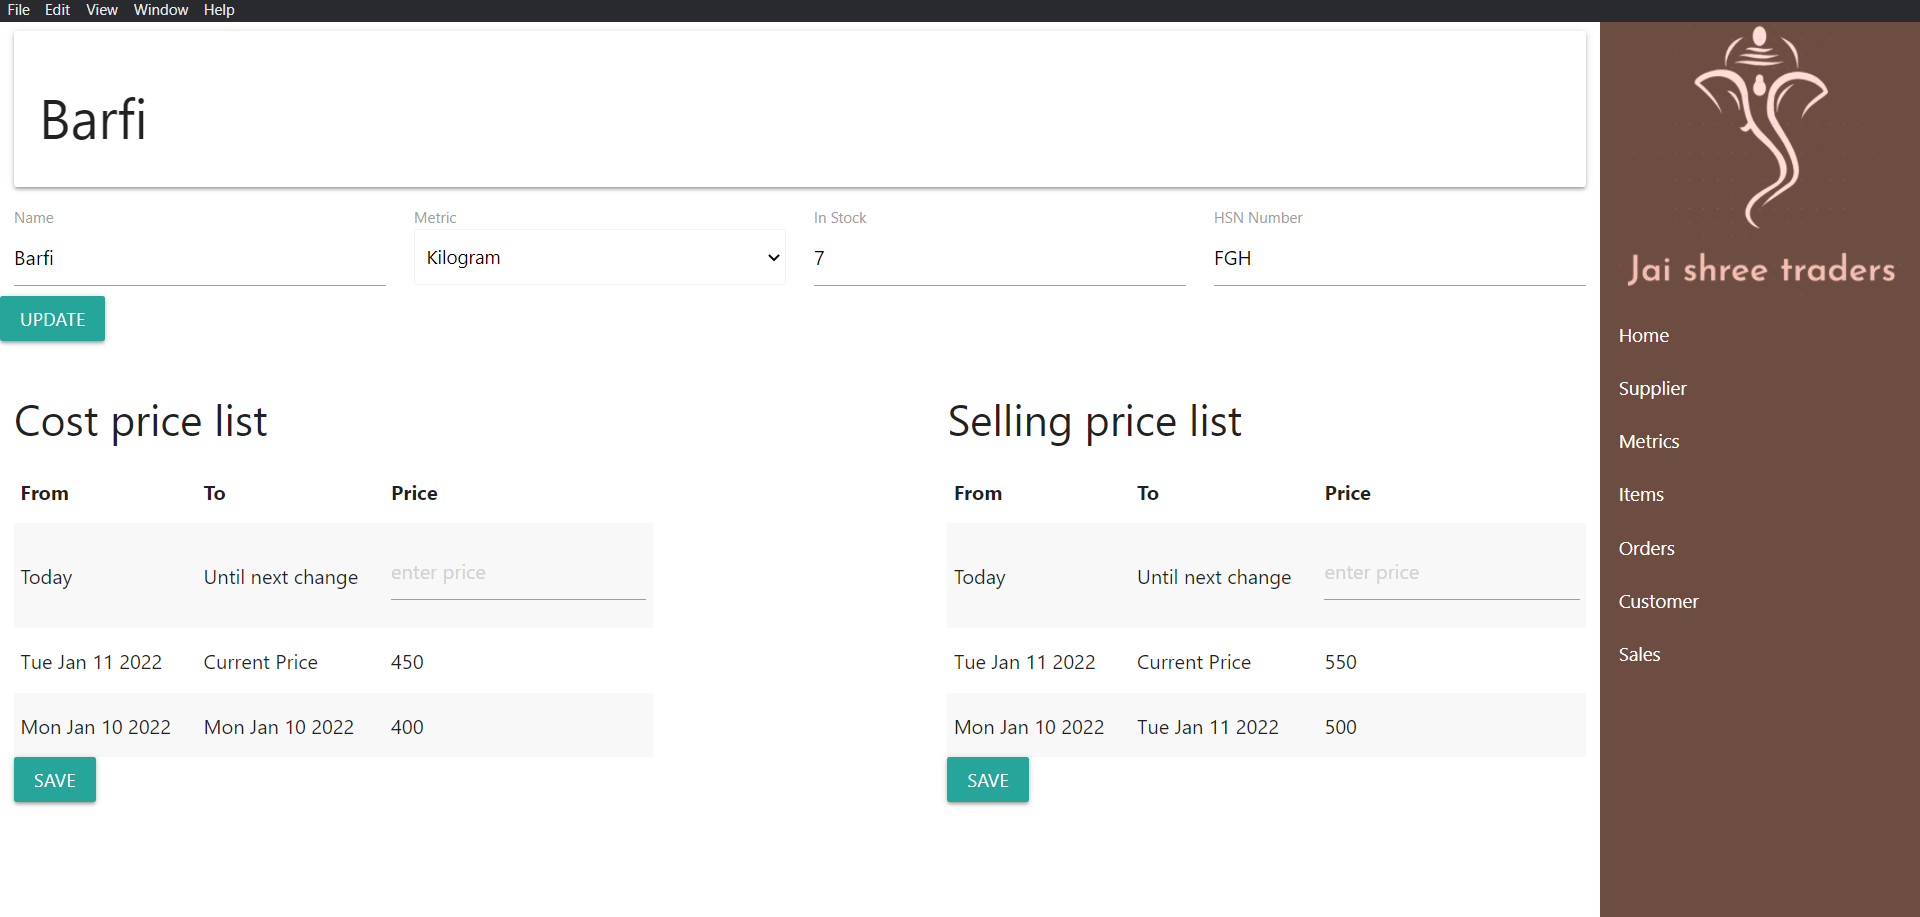 File Edit View Window Help
Barfi
Name Metric In Stock HSN Number
Barfi Kilogram 7 FGH
UPDATE
Cost price list
From To Price
Today Until next change enter price
Tue Jan 11 2022 Current Price 450
Mon Jan 10 2022 Mon Jan 10 2022 400
SAVE
Selling price list
From To Price
Today Until next change enter price
Tue Jan 11 2022 Current Price 550
Mon Jan 10 2022 Tue Jan 11 2022 500
SAVE
Jai shree traders
Home
Supplier
Metrics
Items
Orders
Customer
Sales